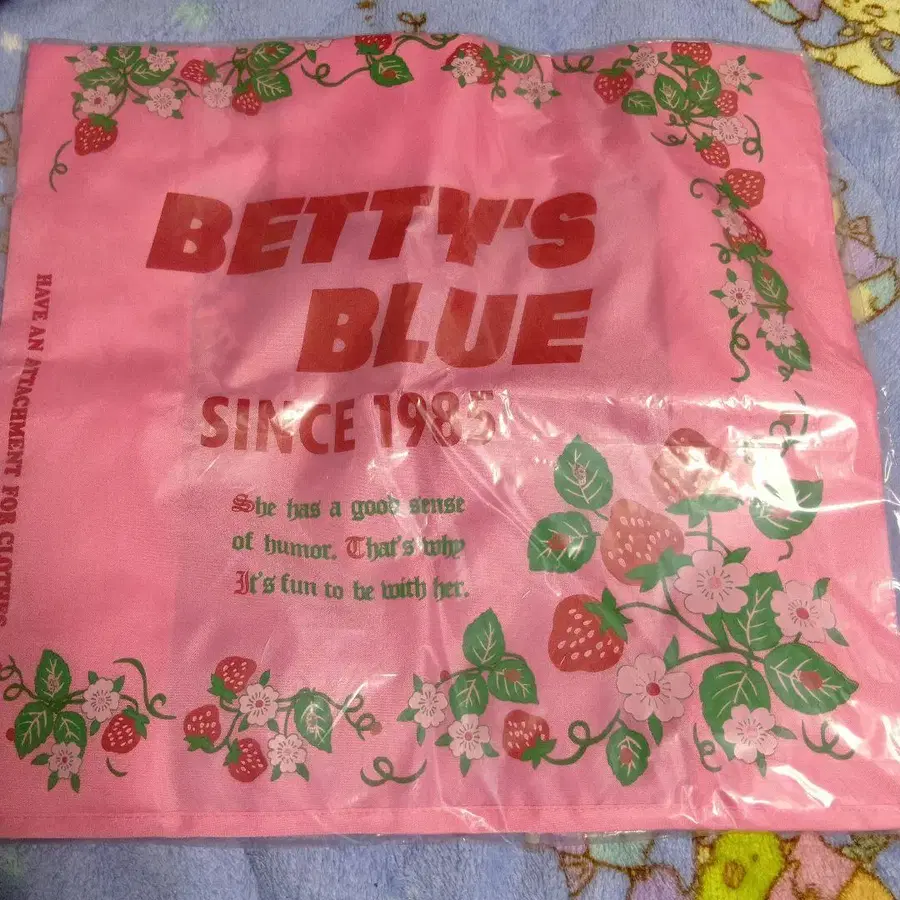 BETTY'S
BLUE
SINCE 1985
She has a good sense
of humor. That's why
It's fun to be with her.
HAVE AN ATTACHMENT FOR CLOTHES